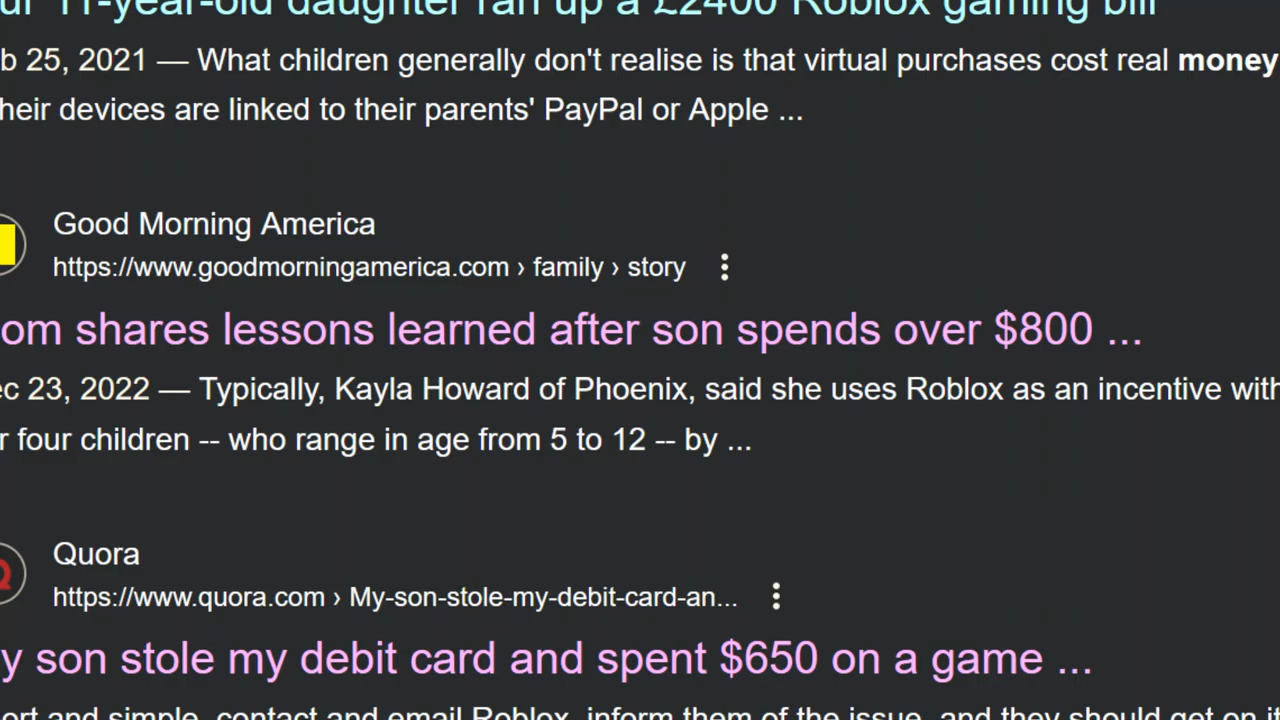 ur 11-year-old daughter ran up a £2400 Roblox gaming bill
b 25, 2021 — What children generally don't realise is that virtual purchases cost real money
heir devices are linked to their parents' PayPal or Apple ...
Good Morning America
https://www.goodmorningamerica.com › family › story
om shares lessons learned after son spends over $800 ...
ec 23, 2022 — Typically, Kayla Howard of Phoenix, said she uses Roblox as an incentive with
r four children -- who range in age from 5 to 12 -- by ...
Quora
https://www.quora.com › My-son-stole-my-debit-card-an...
y son stole my debit card and spent $650 on a game ...
ort and simple, contact and email Roblox, inform them of the issue, and they should get on it